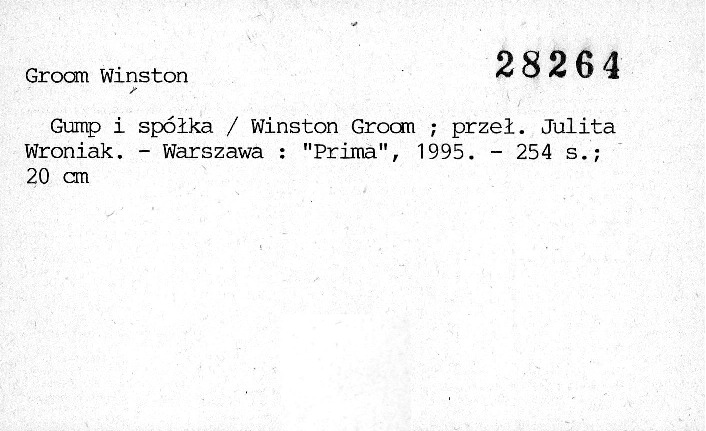 28264
Groom Winston
Gump i spółka / Winston Groom ; przeł. Julita
Wroniak. - Warszawa : "Prima", 1995. - 254 s.;
20 cm